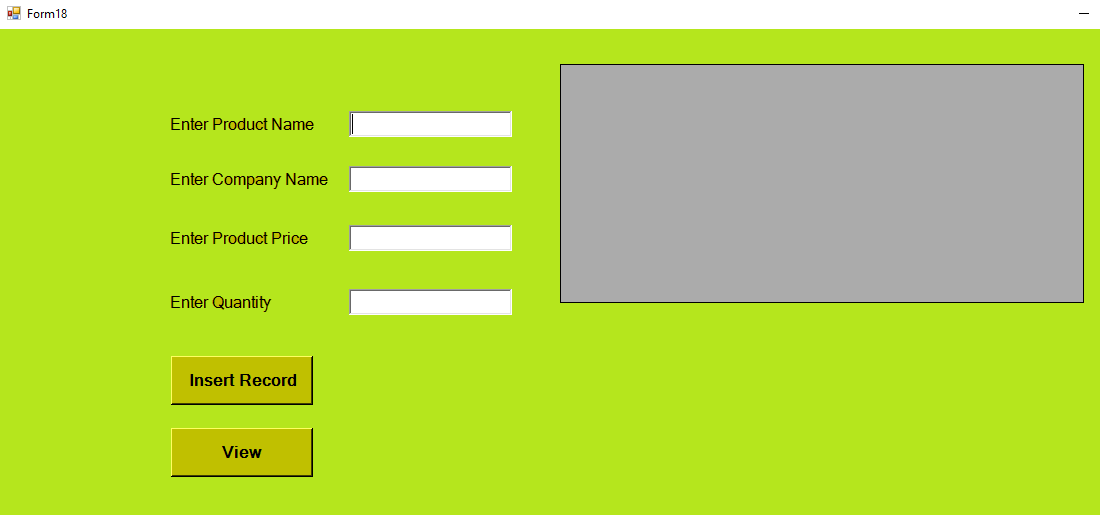 Form18
Enter Product Name
Enter Company Name
Enter Product Price
Enter Quantity
Insert Record
View